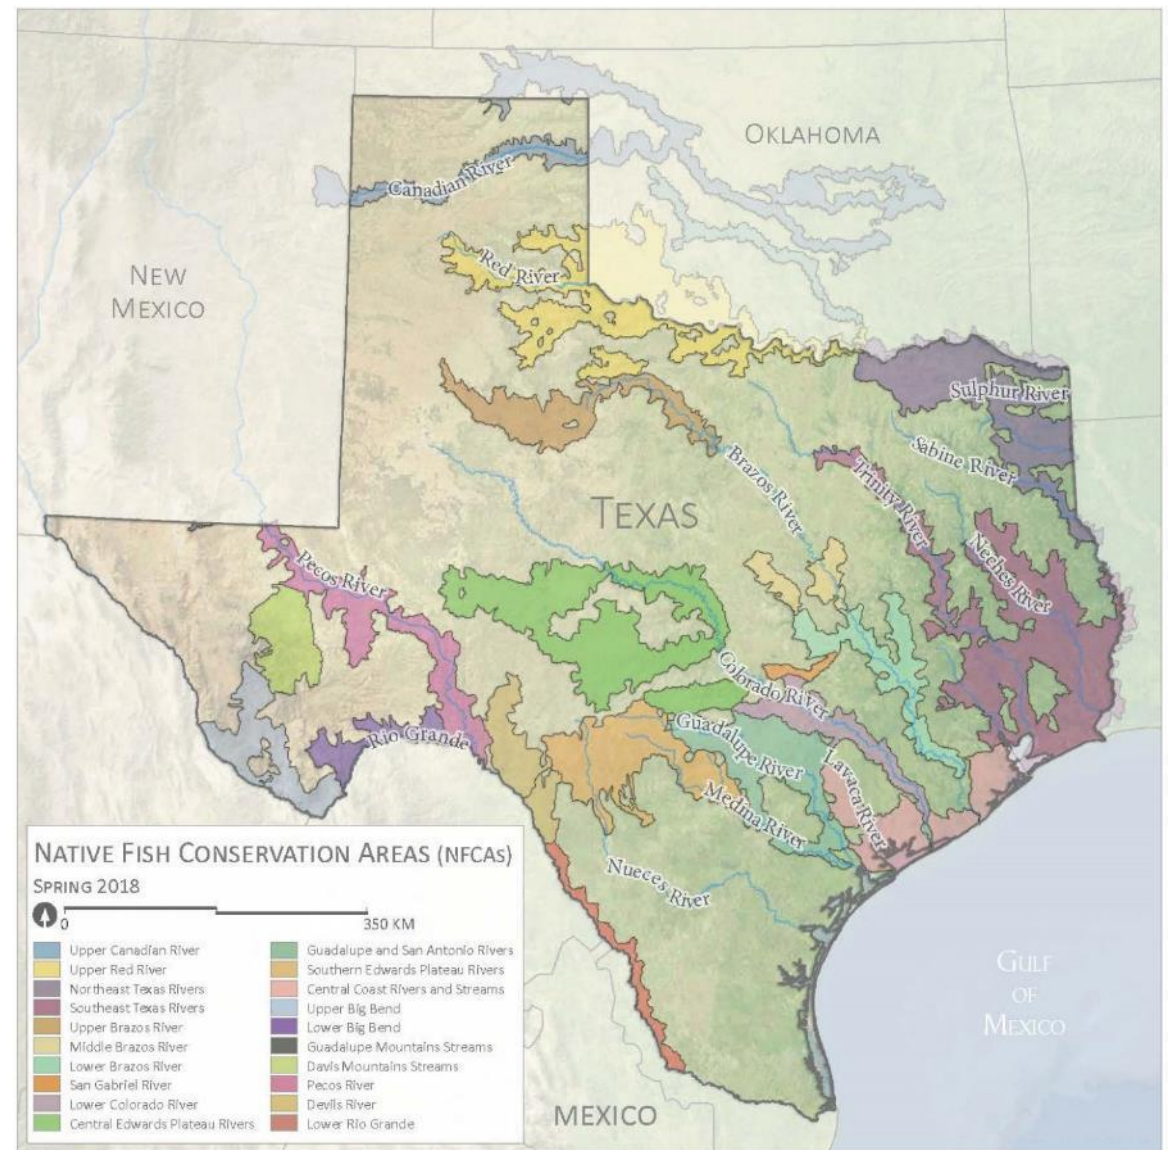 OKLAHOMA
Canadian River
NEW
MEXICO
Red River
Sulphur River
Sabine River
Brazos River
Trinity River
TEXAS
Neches River
Pecos River
Colorado River
Rio Grande
Guadalupe River
Lavaca River
Medina River
Nueces River
NATIVE FISH CONSERVATION AREAS (NFCAs)
SPRING 2018
0 350 KM
Upper Canadian River
Upper Red River
Northeast Texas Rivers
Southeast Texas Rivers
Upper Brazos River
Middle Brazos River
Lower Brazos River
San Gabriel River
Lower Colorado River
Central Edwards Plateau Rivers
Guadalupe and San Antonio Rivers
Southern Edwards Plateau Rivers
Central Coast Rivers and Streams
Upper Big Bend
Lower Big Bend
Guadalupe Mountains Streams
Davis Mountains Streams
Pecos River
Devils River
Lower Rio Grande
GULF
OF
MEXICO
MEXICO